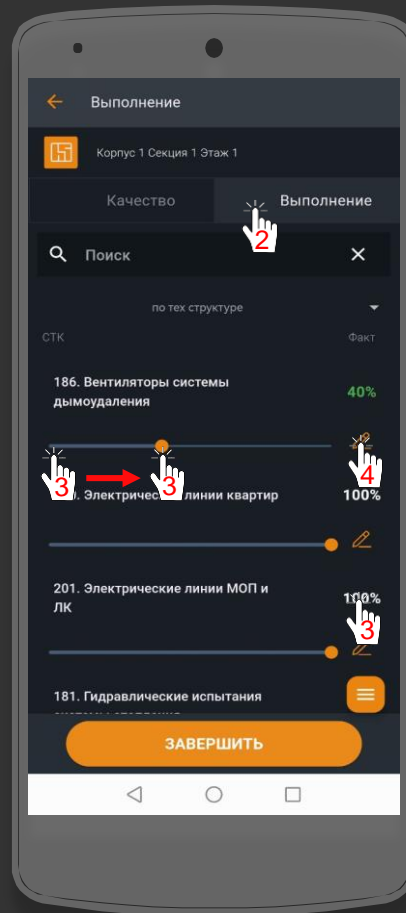 Выполнение
Корпус 1 Секция 1 Этаж 1
Качество
Выполнение
2
Поиск
по тех структуре
СТК
Факт
186. Вентиляторы системы
дымоудаления
40%
3
3
4
Электрические линии квартир
100%
201. Электрические линии МОП и
ЛК
100%
3
181. Гидравлические испытания
ЗАВЕРШИТЬ